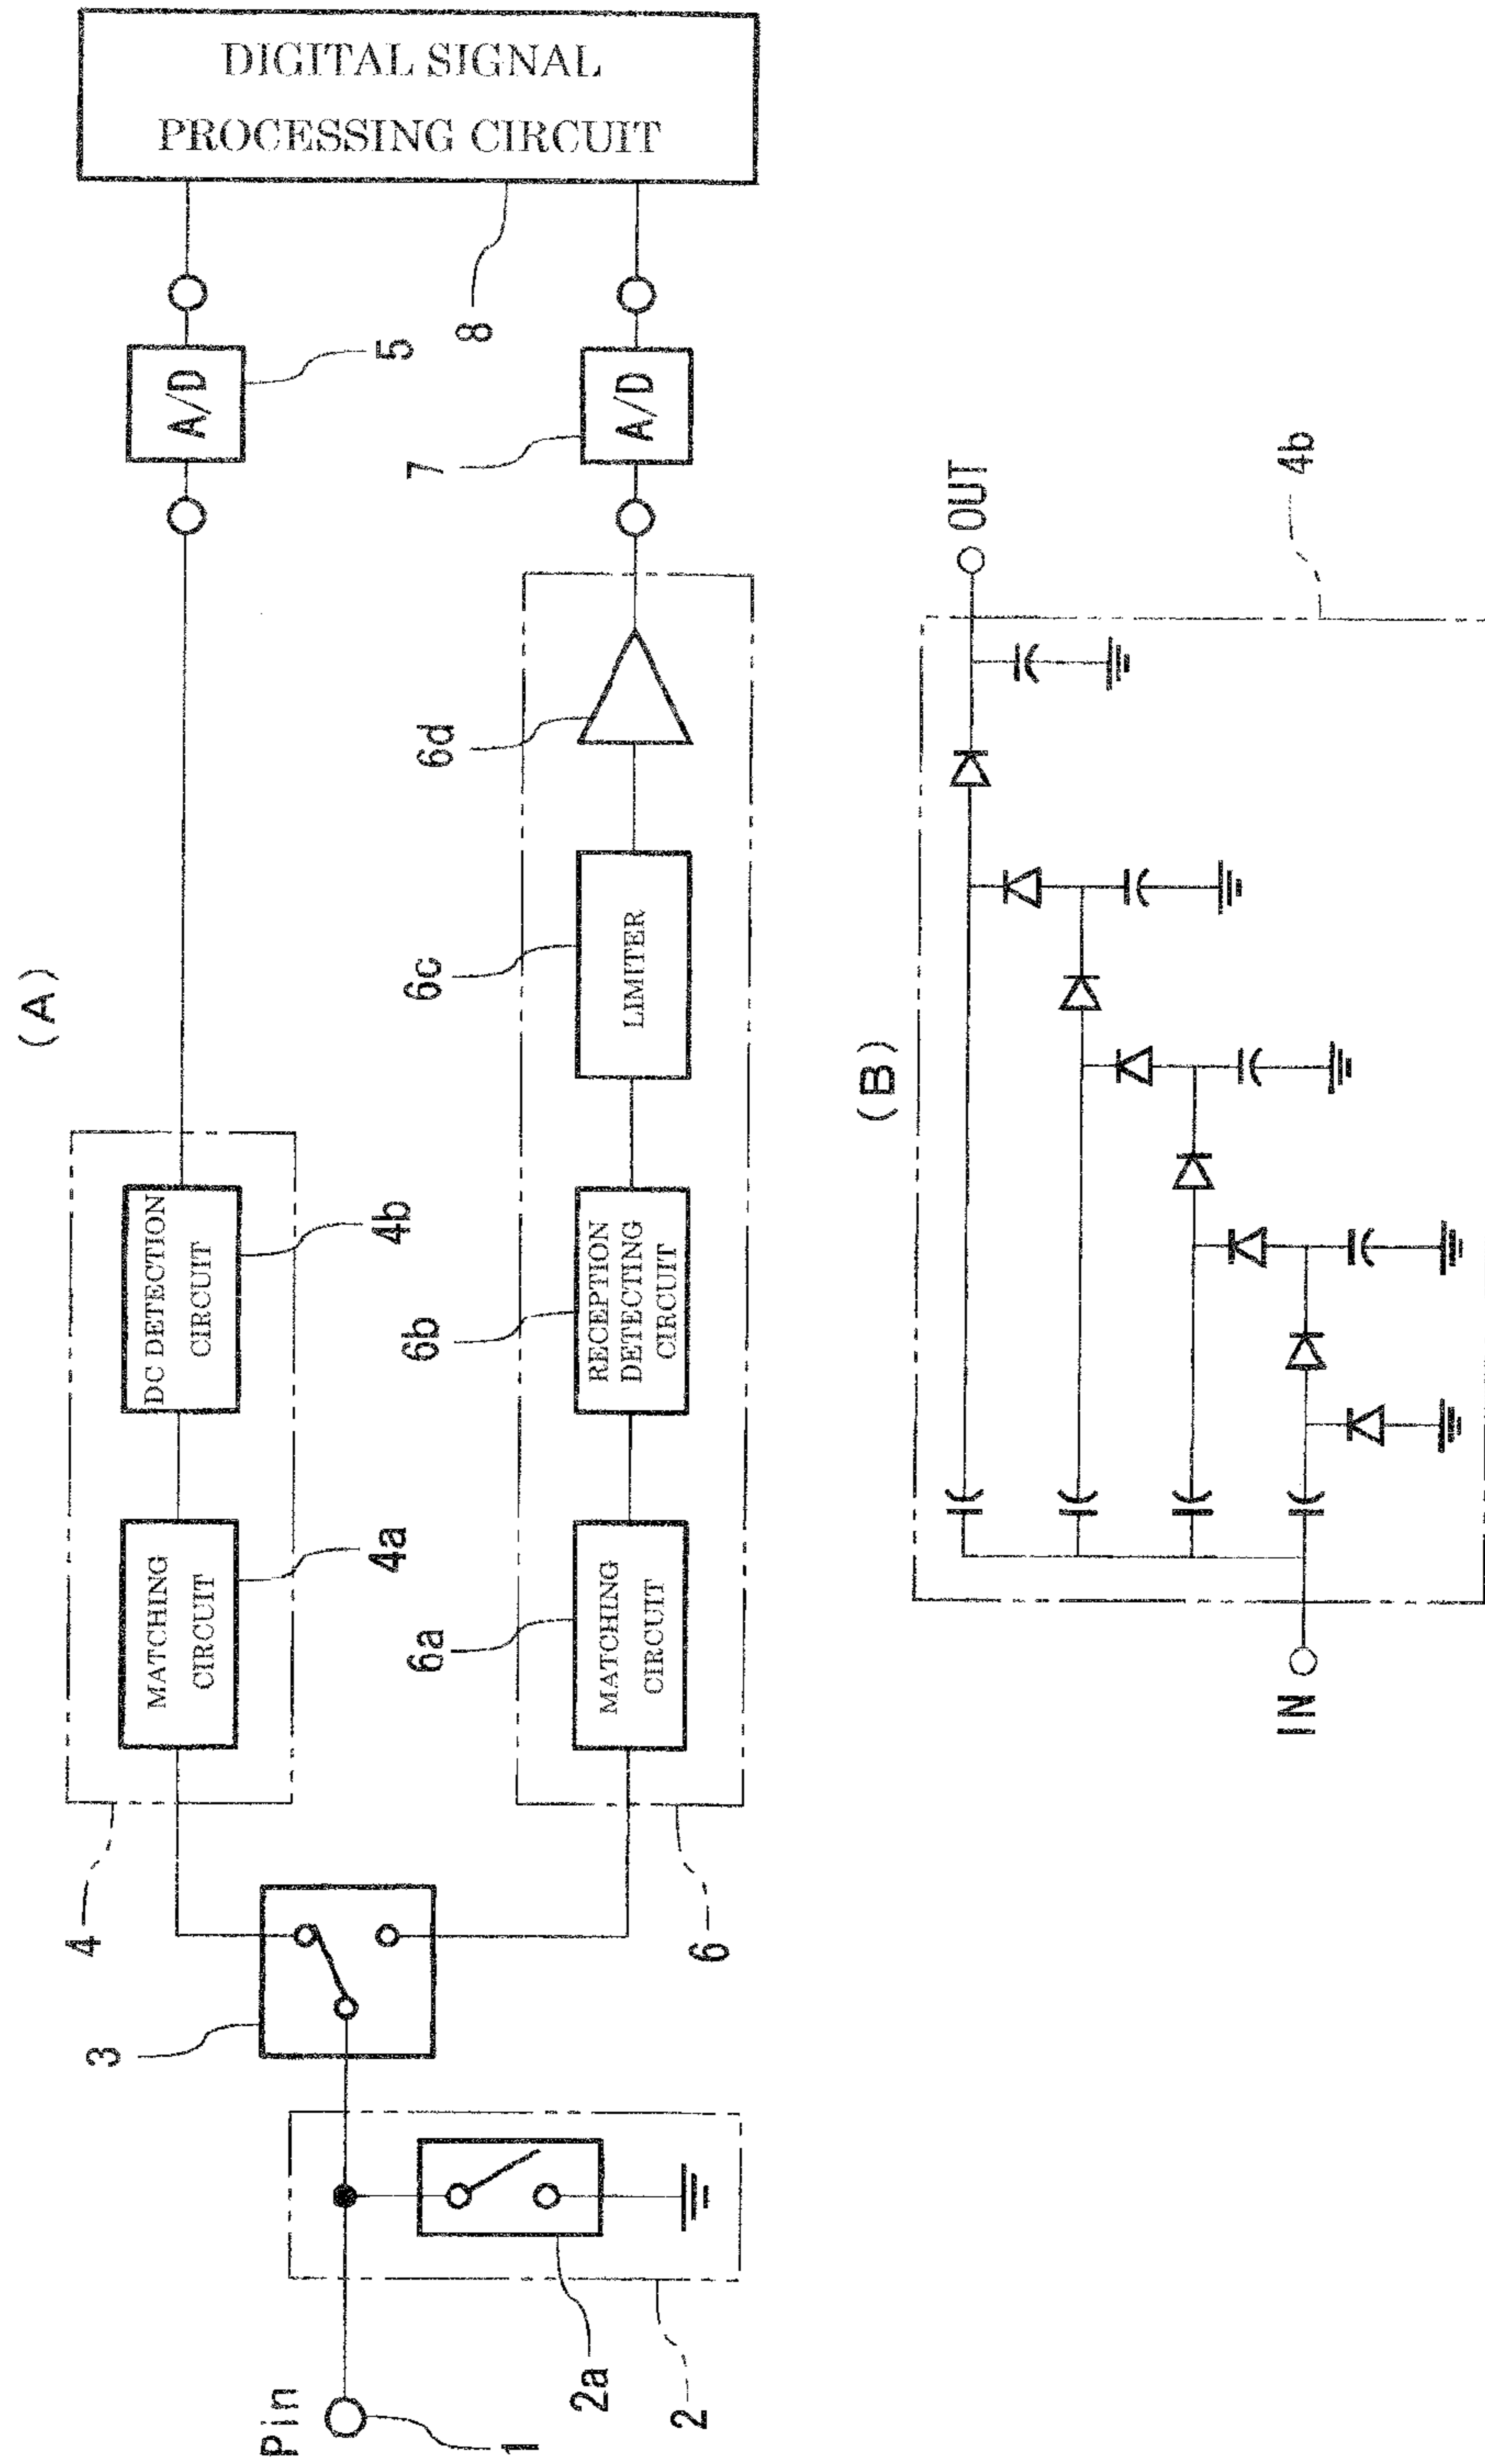 (A)
Pin
1
2
2a
3
4
MATCHING
CIRCUIT
4a
DC DETECTION
CIRCUIT
4b
A/D
5
6
MATCHING
CIRCUIT
6a
RECEPTION
DETECTING
CIRCUIT
6b
LIMITER
6c
6d
A/D
7
DIGITAL SIGNAL
PROCESSING CIRCUIT
8
(B)
IN
OUT
4b